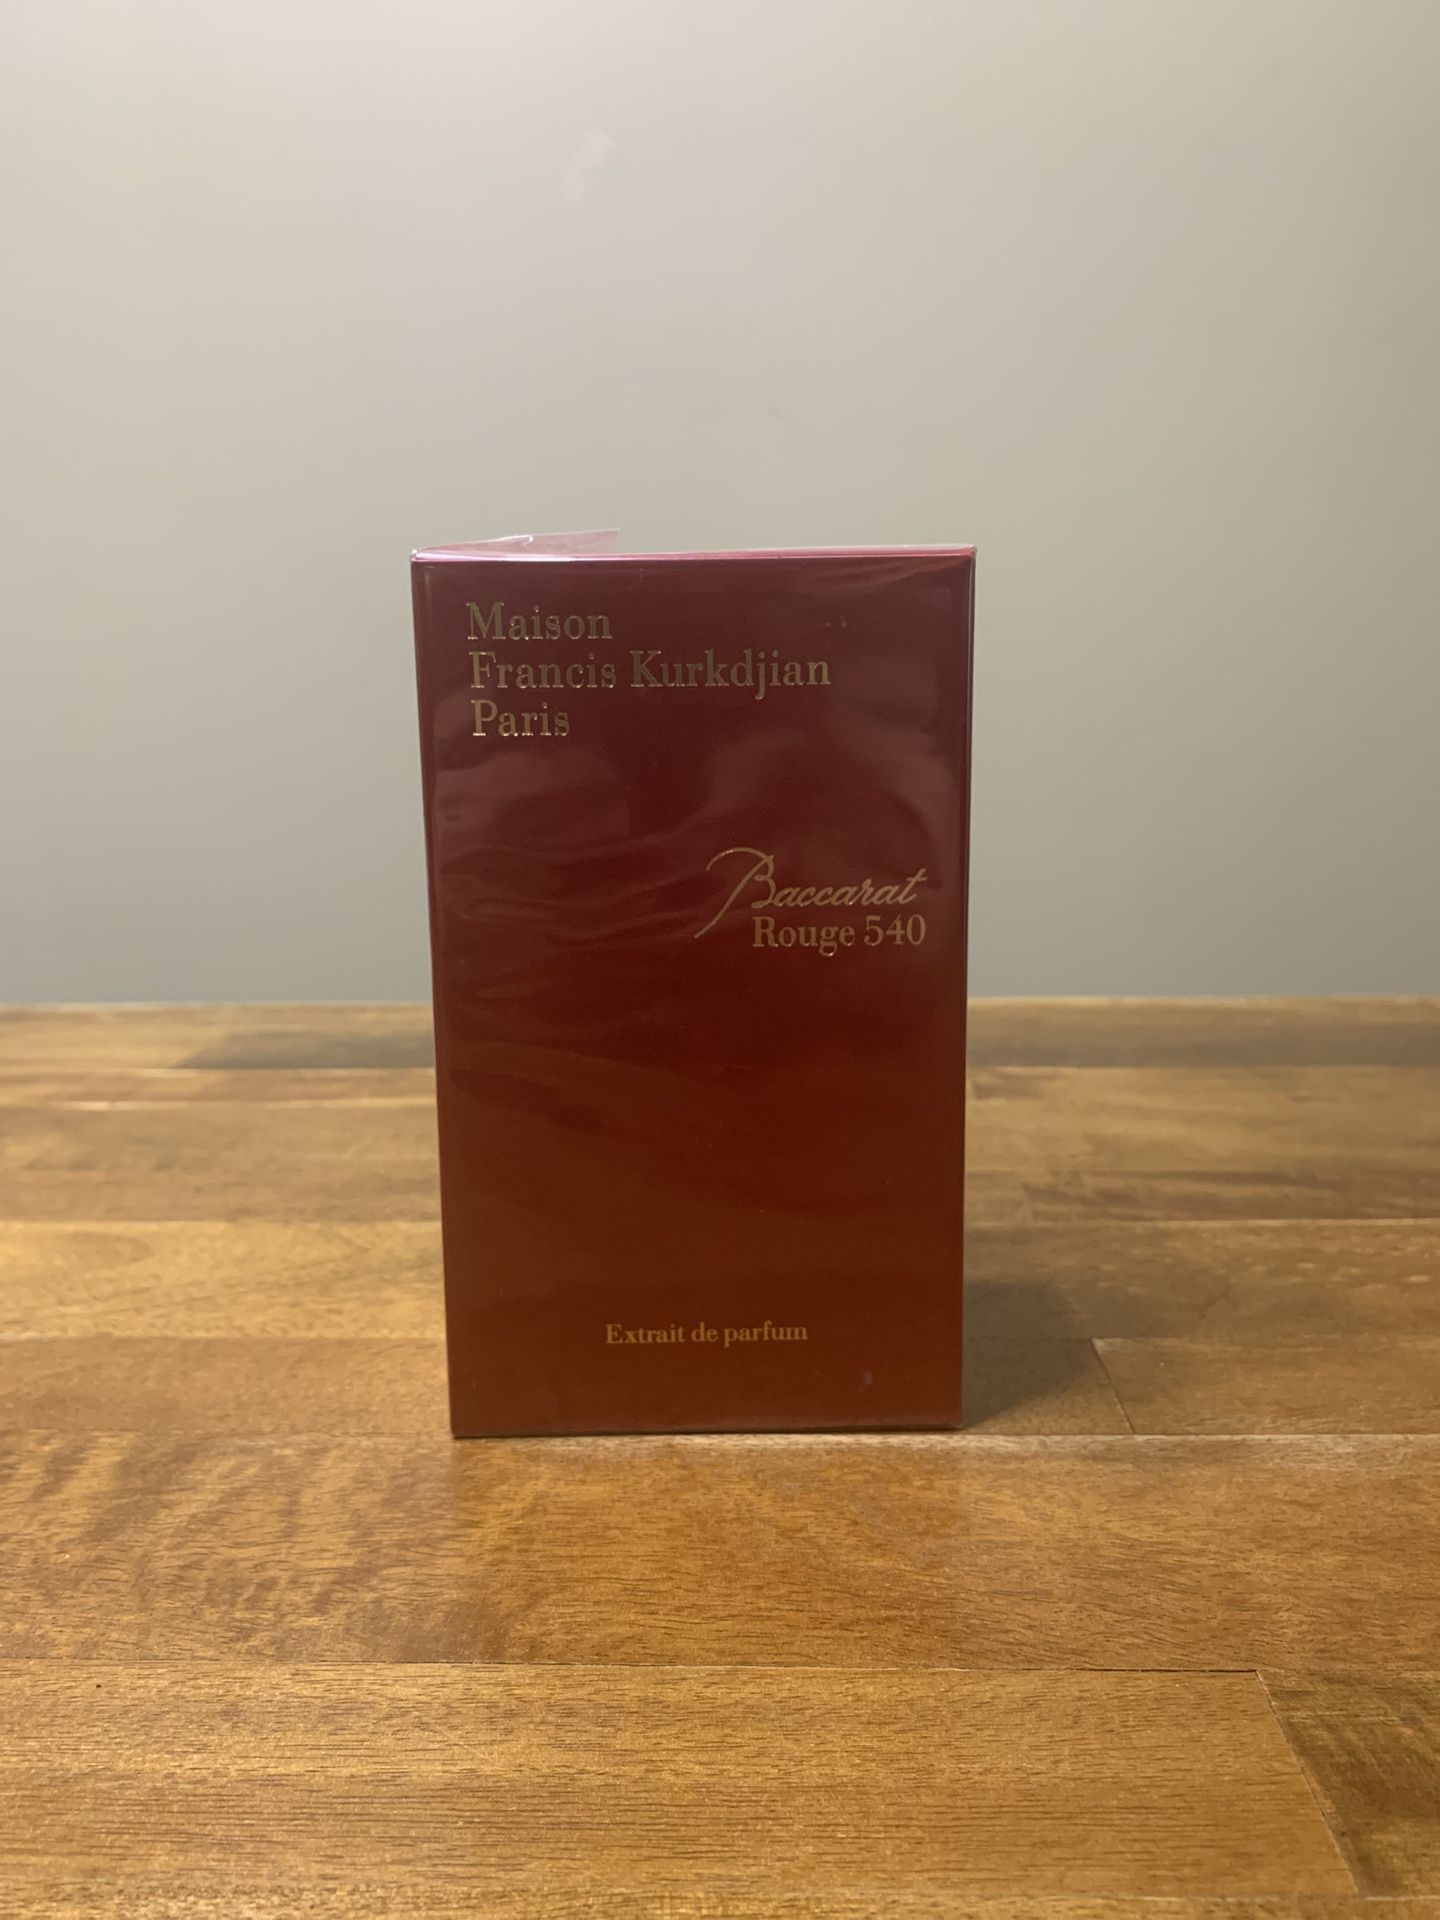 Maison
Francis Kurkdjian
Paris
Baccarat
Rouge 540
Extrait de parfum